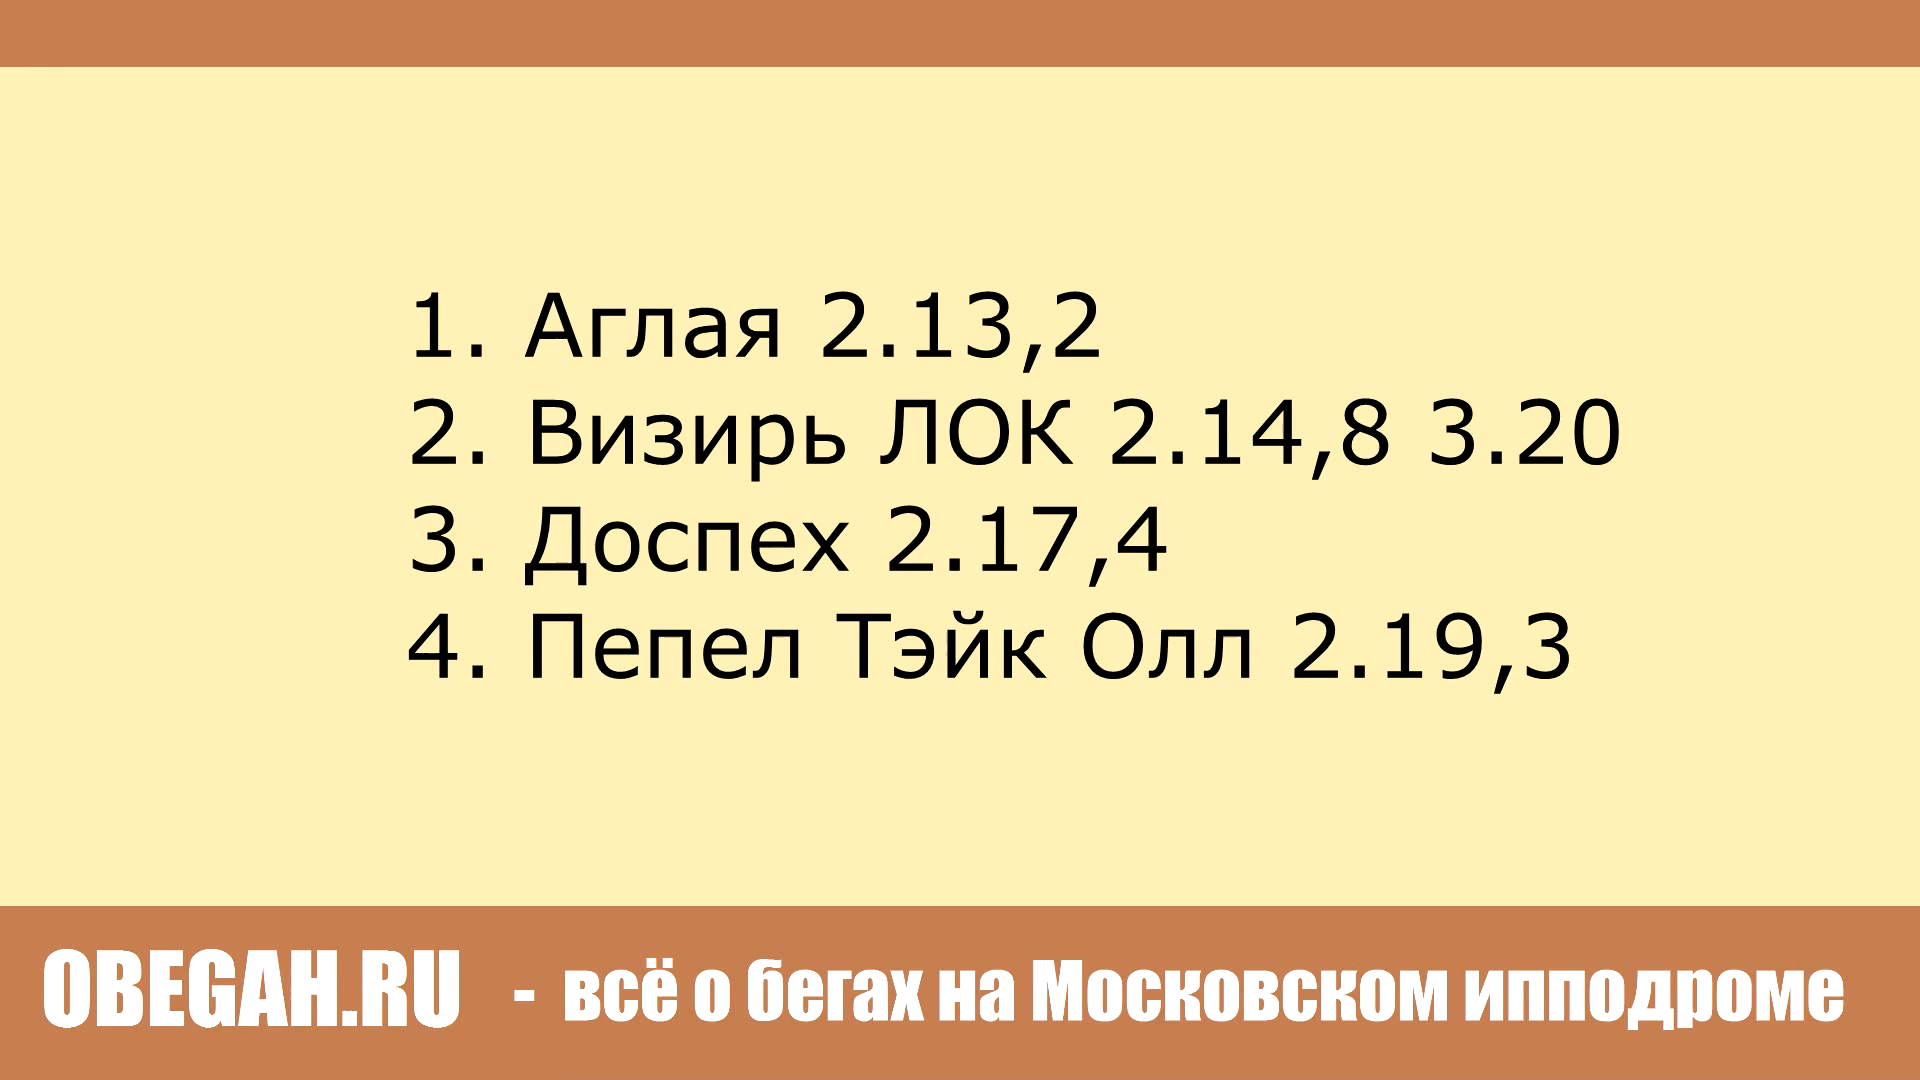 1. Аглая 2.13,2
2. Визирь ЛОК 2.14,8 3.20
3. Доспех 2.17,4
4. Пепел Тэйк Олл 2.19,3
OBEGAH.RU - всё о бегах на Московском ипподроме